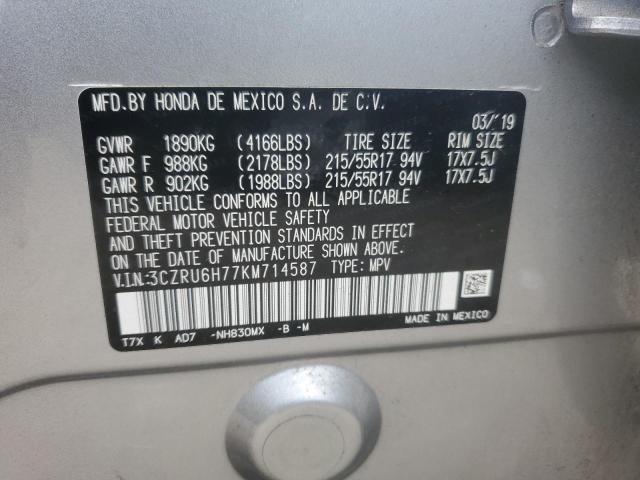 MFD.BY HONDA DE MEXICO S.A. DE C.V.
03/'19
GVWR 1890KG (4166LBS) TIRE SIZE RIM SIZE
GAWR F 988KG (2178LBS) 215/55R17 94V 17X7.5J
GAWR R 902KG (1988LBS) 215/55R17 94V 17X7.5J
THIS VEHICLE CONFORMS TO ALL APPLICABLE
FEDERAL MOTOR VEHICLE SAFETY
AND THEFT PREVENTION STANDARDS IN EFFECT
ON THE DATE OF MANUFACTURE SHOWN ABOVE.
V.I.N:3CZRU6H77KM714587 TYPE: MPV
T7X K AD7 -NH830MX -B -M
MADE IN MEXICO